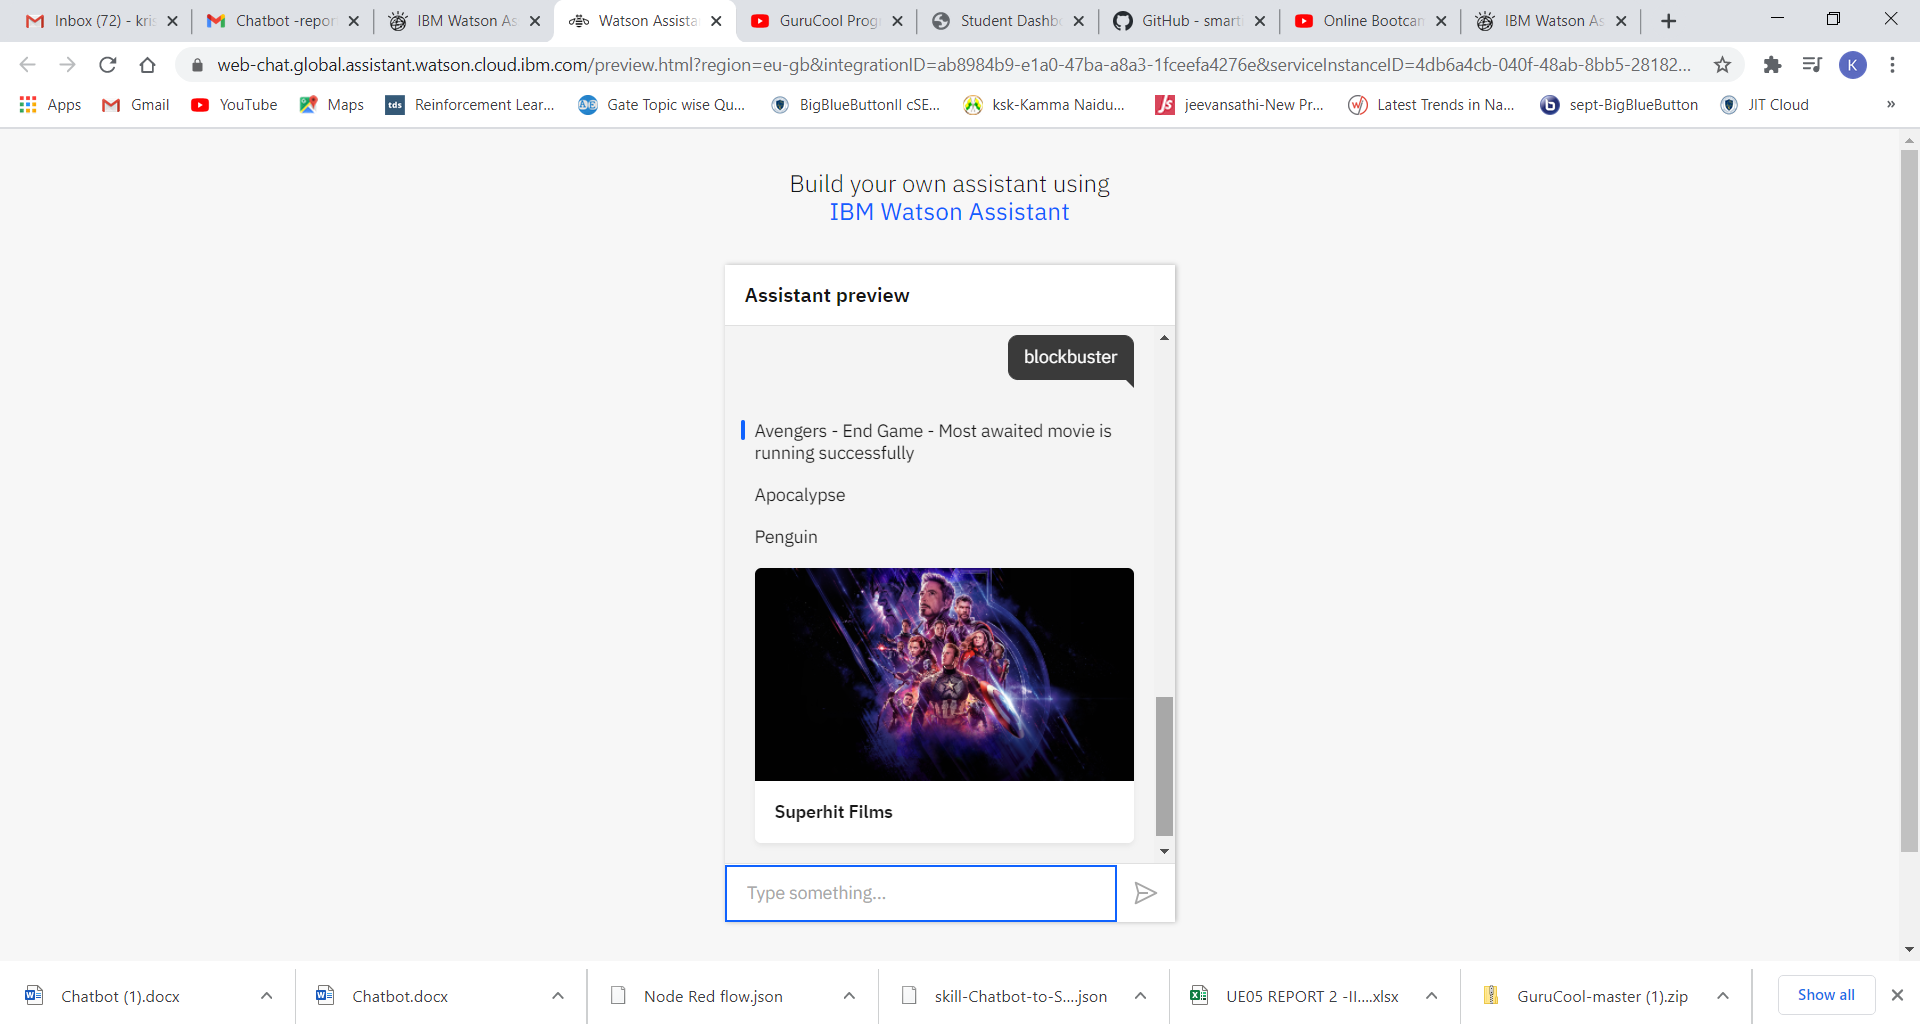 Inbox (72) - kris
Chatbot -repor
IBM Watson As
Watson Assista
GuruCool Prog
Student Dashbo
GitHub - smart
Online Bootcam
IBM Watson As
web-chat.global.assistant.watson.cloud.ibm.com/preview.html?region=eu-gb&integrationID=ab8984b9-e1a0-47ba-a8a3-1fceefa4276e&serviceInstanceID=4db6a4cb-040f-48ab-8bb5-28182...
K
Apps
Gmail
YouTube
Maps
tds
Reinforcement Lear...
Gate Topic wise Qu...
BigBlueButtonII cSE...
ksk-Kamma Naidu...
jeevansathi-New Pr...
Latest Trends in Na...
sept-BigBlueButton
JIT Cloud
»
Build your own assistant using
IBM Watson Assistant
Assistant preview
blockbuster
Avengers - End Game - Most awaited movie is
running successfully
Apocalypse
Penguin
Superhit Films
Type something...
Chatbot (1).docx
Chatbot.docx
Node Red flow.json
skill-Chatbot-to-S....json
UE05 REPORT 2 -II....xlsx
GuruCool-master (1).zip
Show all